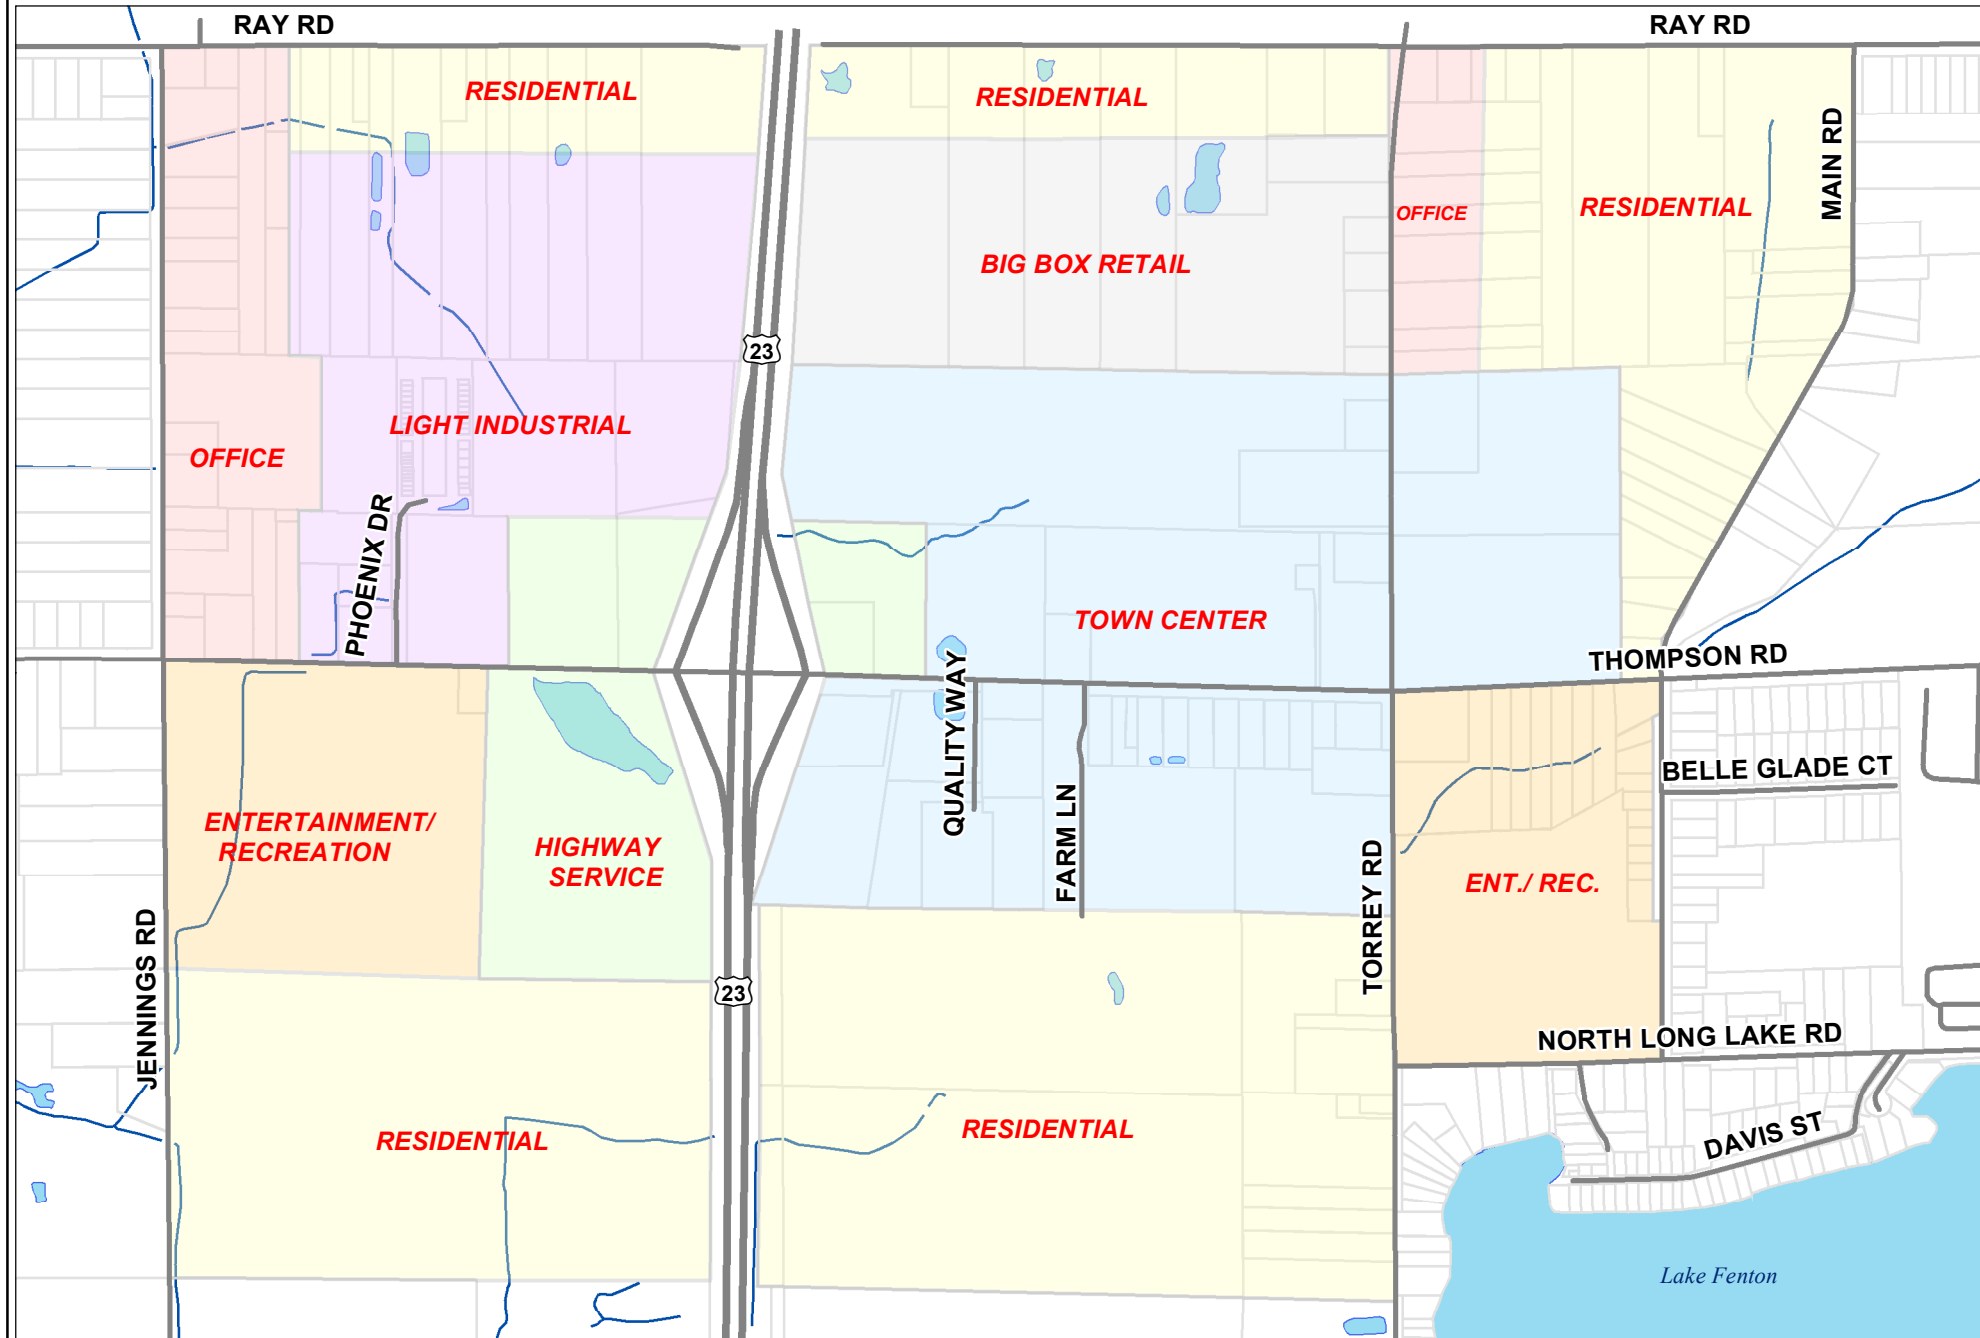 RAY RD
RAY RD
RESIDENTIAL
RESIDENTIAL
MAIN RD
OFFICE
RESIDENTIAL
BIG BOX RETAIL
23
LIGHT INDUSTRIAL
OFFICE
PHOENIX DR
TOWN CENTER
THOMPSON RD
QUALITY WAY
BELLE GLADE CT
ENTERTAINMENT/
RECREATION
HIGHWAY
SERVICE
FARM LN
TORREY RD
ENT./ REC.
JENNINGS RD
23
NORTH LONG LAKE RD
RESIDENTIAL
RESIDENTIAL
DAVIS ST
Lake Fenton